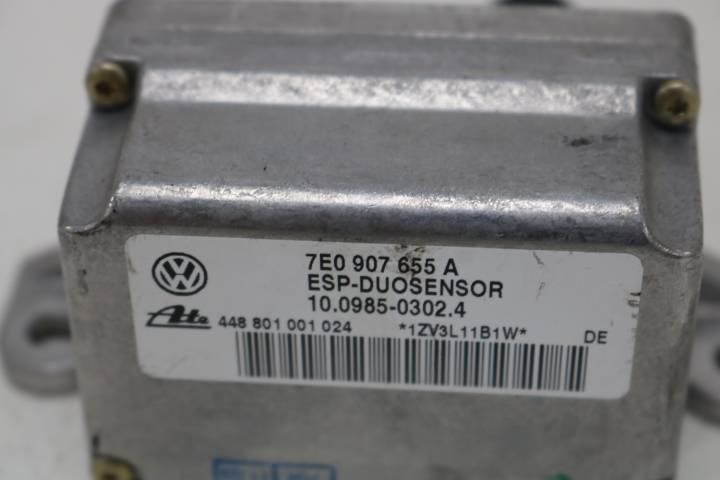 7E0 907 655 A
ESP-DUOSENSOR
10.0985-0302.4
Ate 448 801 001 024 *1ZV3L11B1W* DE